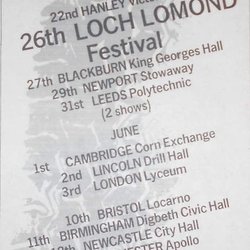 22nd HANLEY
26th LOCH LOMOND
Festival
27th BLACKBURN King Georges Hall
29th NEWPORT Stowaway
31st LEEDS Polytechnic
(2 shows)
JUNE
1st CAMBRIDGE Corn Exchange
2nd LINCOLN Drill Hall
3rd LONDON Lyceum
10th BRISTOL Locarno
11th BIRMINGHAM Digbeth Civic Hall
NEWCASTLE City Hall
Apollo